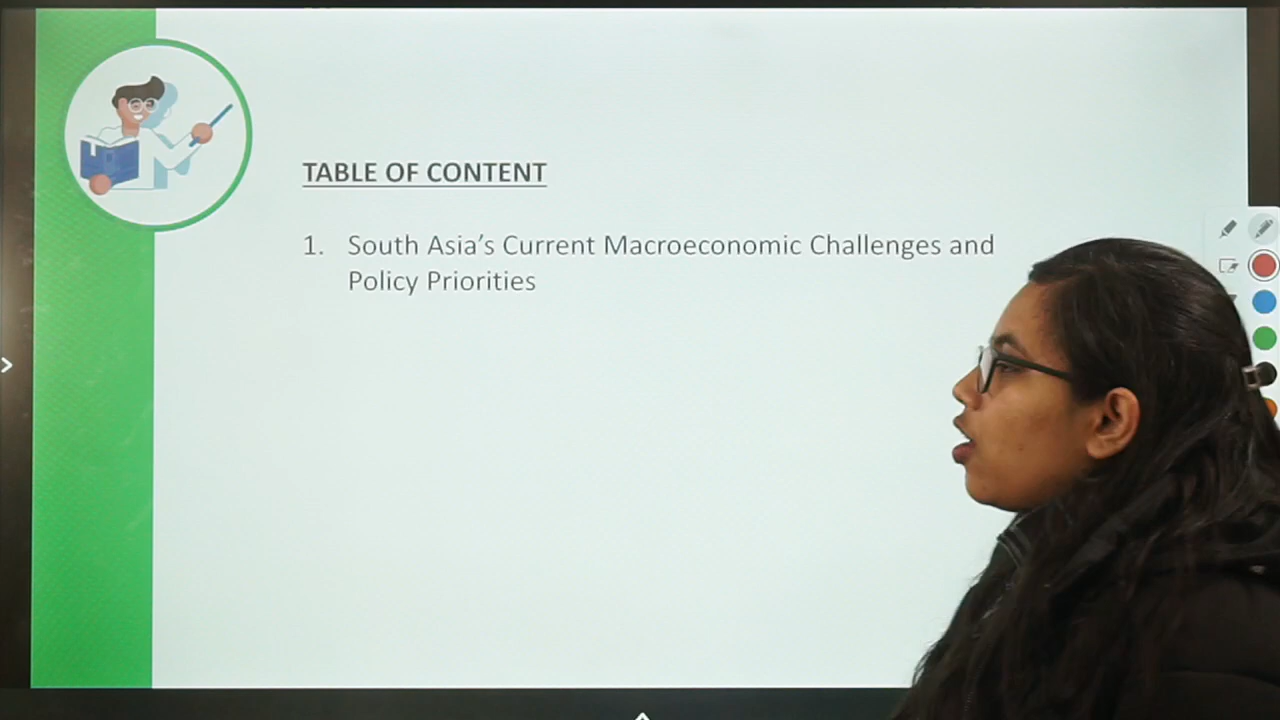 TABLE OF CONTENT
1. South Asia’s Current Macroeconomic Challenges and
Policy Priorities